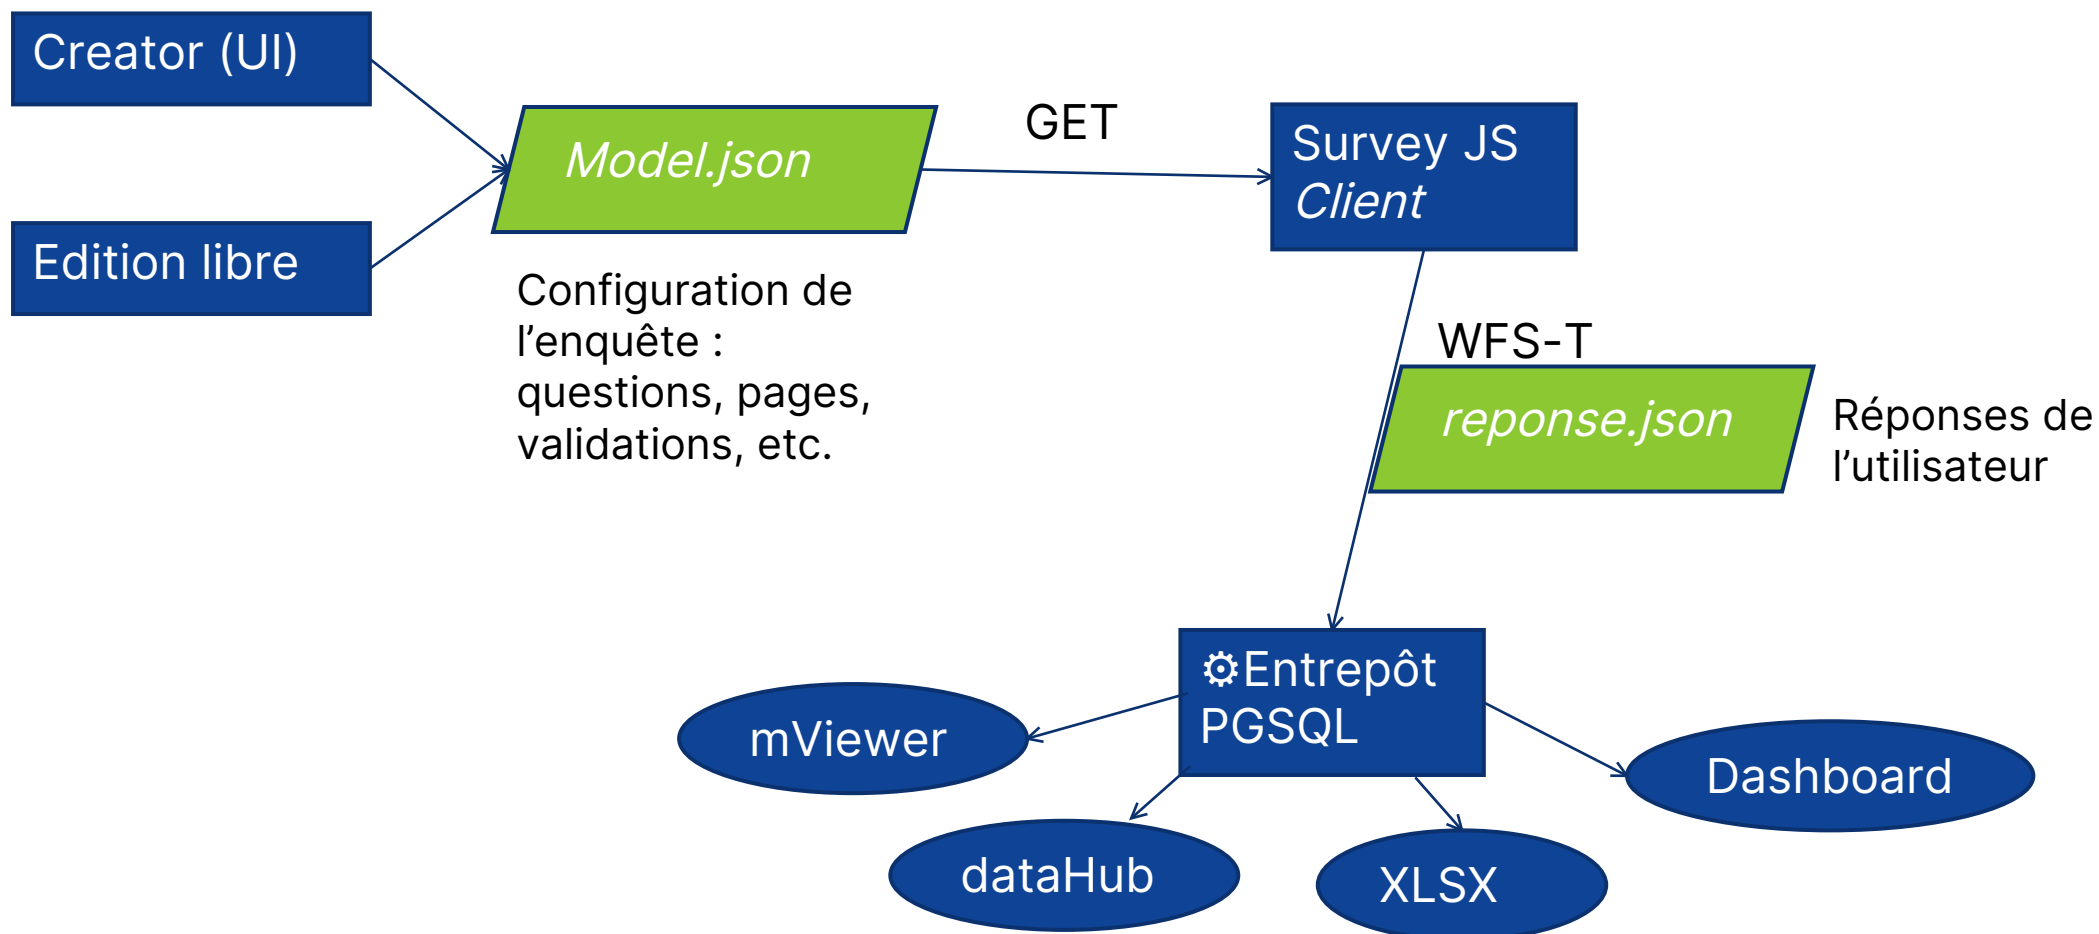 Creator (UI)
Edition libre
Model.json
Configuration de
l’enquête :
questions, pages,
validations, etc.
GET
Survey JS
Client
WFS-T
reponse.json
Réponses de
l’utilisateur
⚙Entrepôt
PGSQL
mViewer
dataHub
XLSX
Dashboard